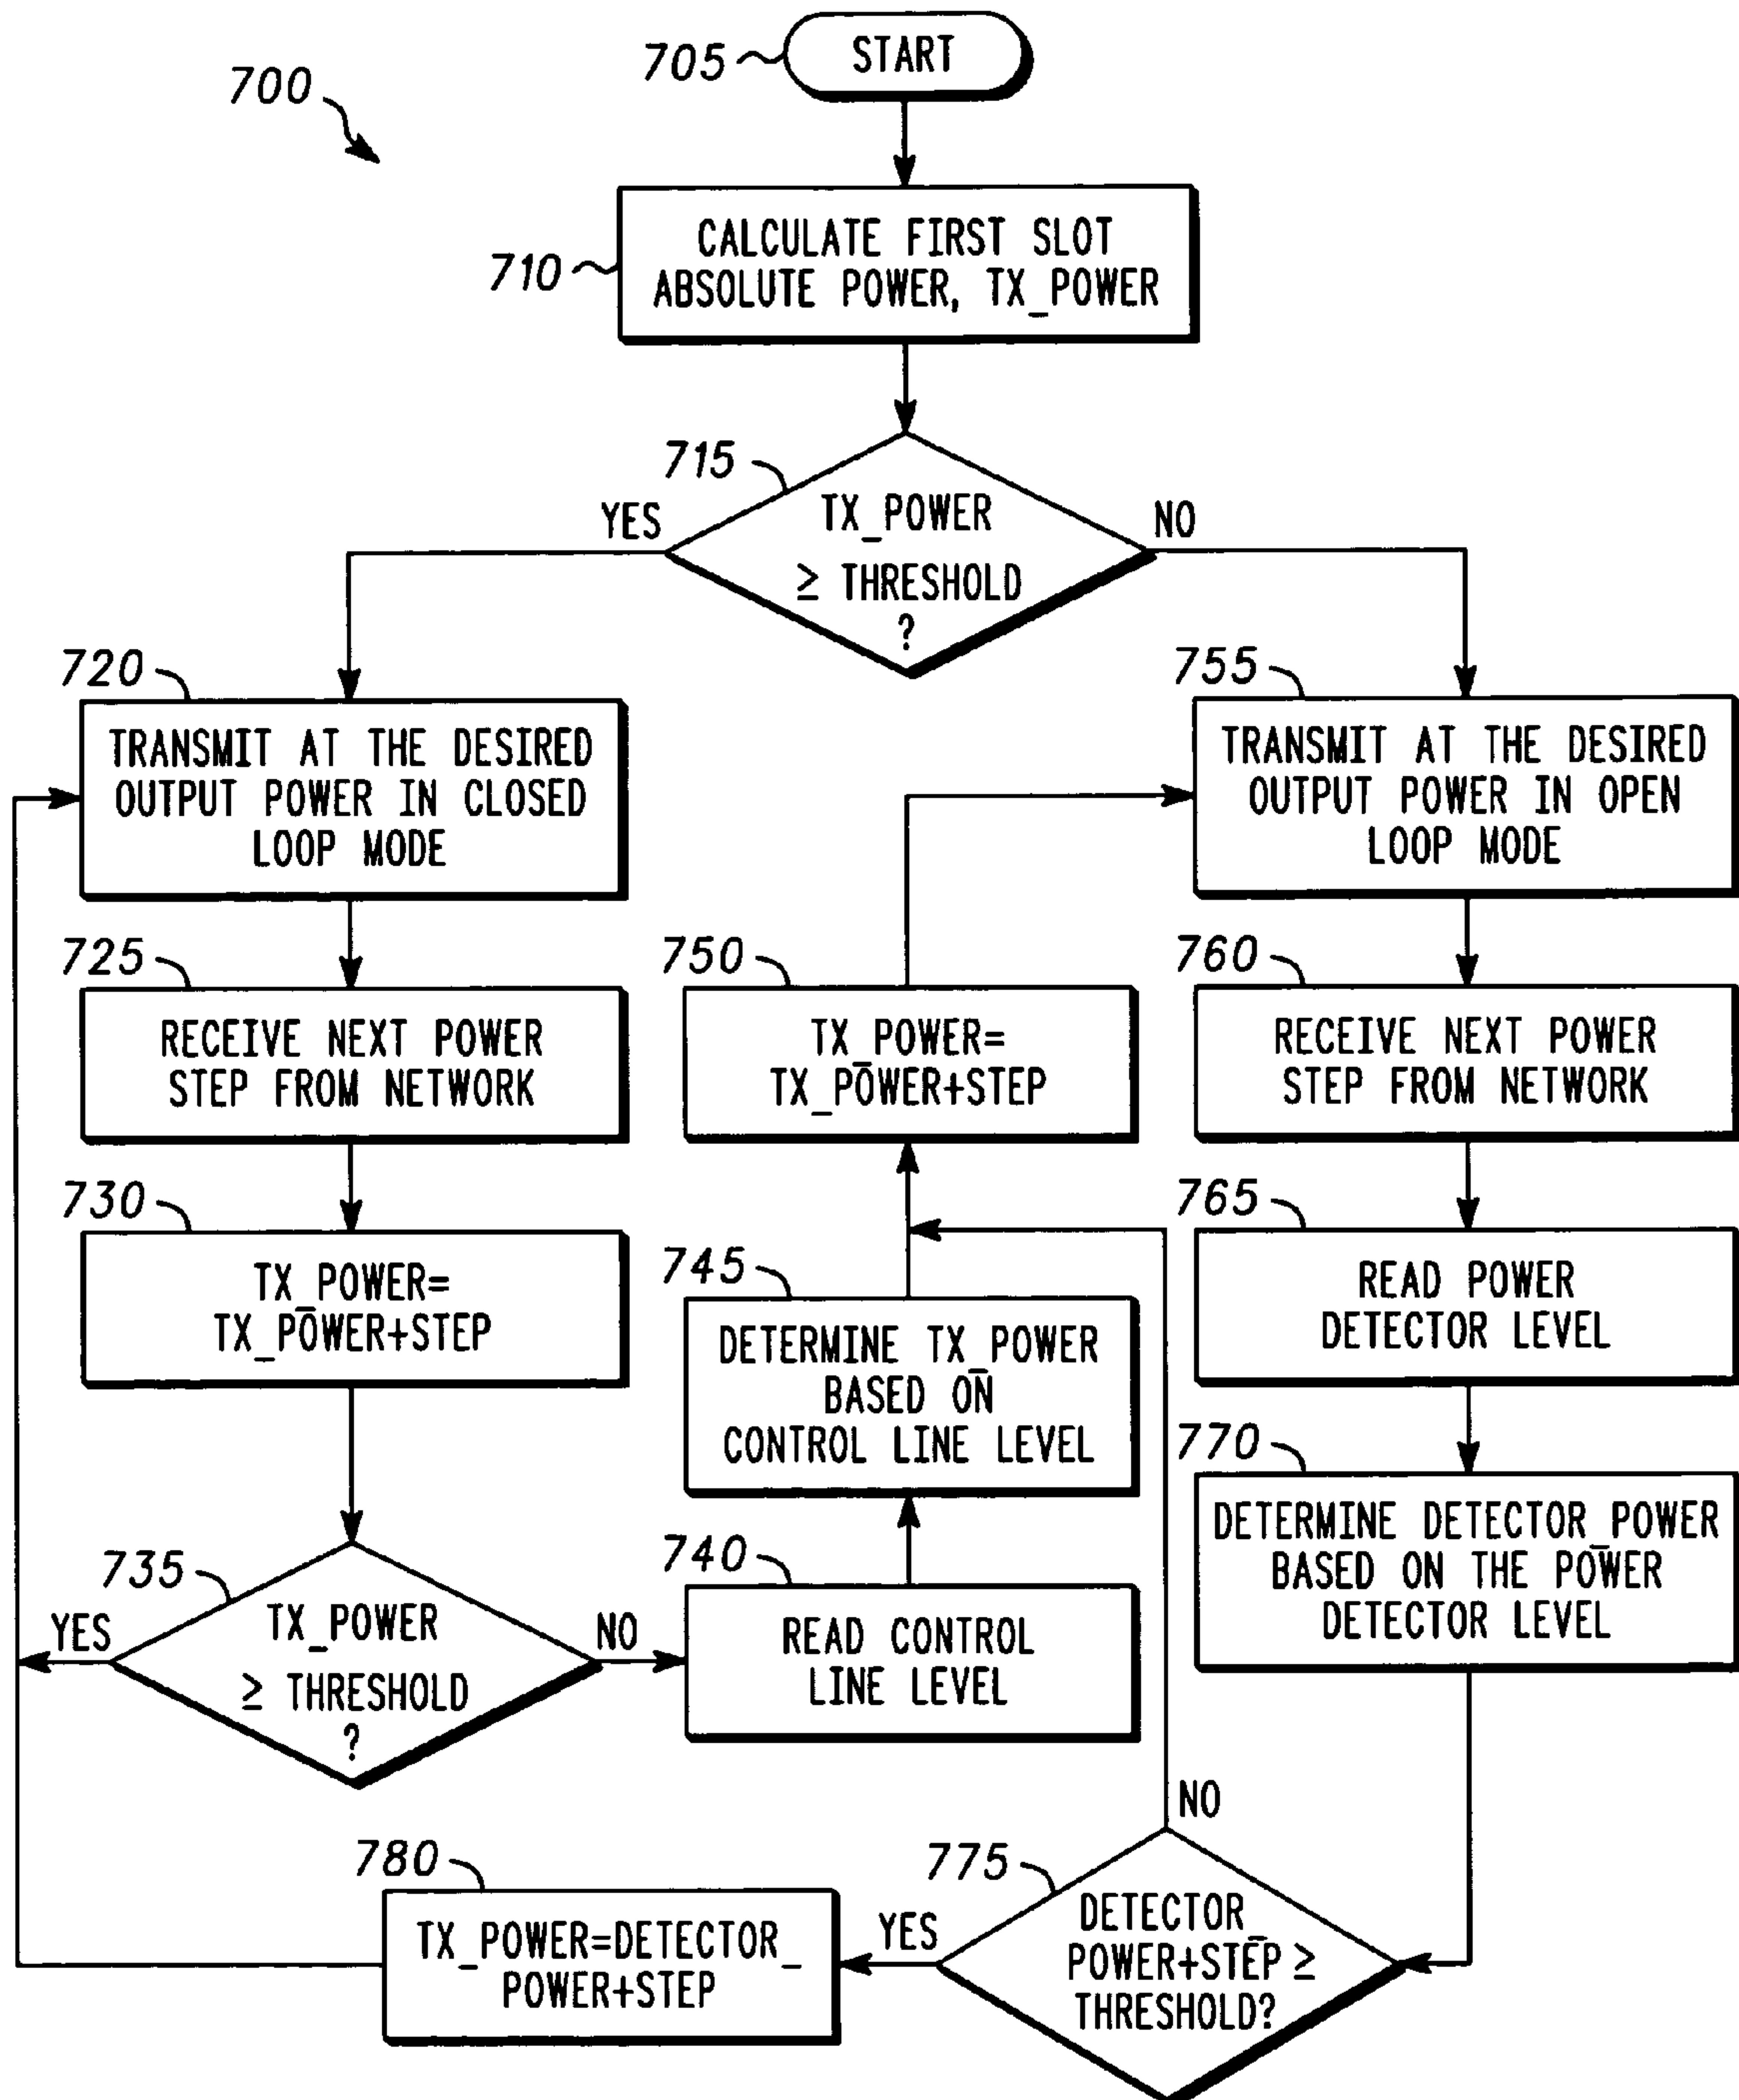 700
705
START
710
CALCULATE FIRST SLOT
ABSOLUTE POWER, TX_POWER
715
TX_POWER
≥ THRESHOLD
?
YES
NO
720
TRANSMIT AT THE DESIRED
OUTPUT POWER IN CLOSED
LOOP MODE
725
RECEIVE NEXT POWER
STEP FROM NETWORK
730
TX_POWER=
TX_POWER+STEP
735
TX_POWER
≥ THRESHOLD
?
YES
NO
740
READ CONTROL
LINE LEVEL
745
DETERMINE TX_POWER
BASED ON
CONTROL LINE LEVEL
750
TX_POWER=
TX_POWER+STEP
755
TRANSMIT AT THE DESIRED
OUTPUT POWER IN OPEN
LOOP MODE
760
RECEIVE NEXT POWER
STEP FROM NETWORK
765
READ POWER
DETECTOR LEVEL
770
DETERMINE DETECTOR_POWER
BASED ON THE POWER
DETECTOR LEVEL
775
DETECTOR_
POWER+STEP ≥
THRESHOLD?
NO
YES
780
TX_POWER=DETECTOR_
POWER+STEP